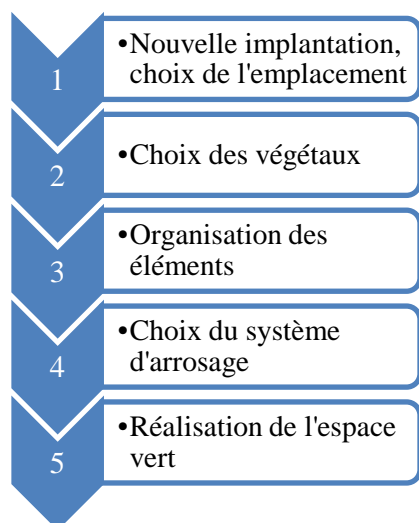 1
•Nouvelle implantation,
choix de l'emplacement
2
•Choix des végétaux
3
•Organisation des
éléments
4
•Choix du système
d'arrosage
5
•Réalisation de l'espace
vert